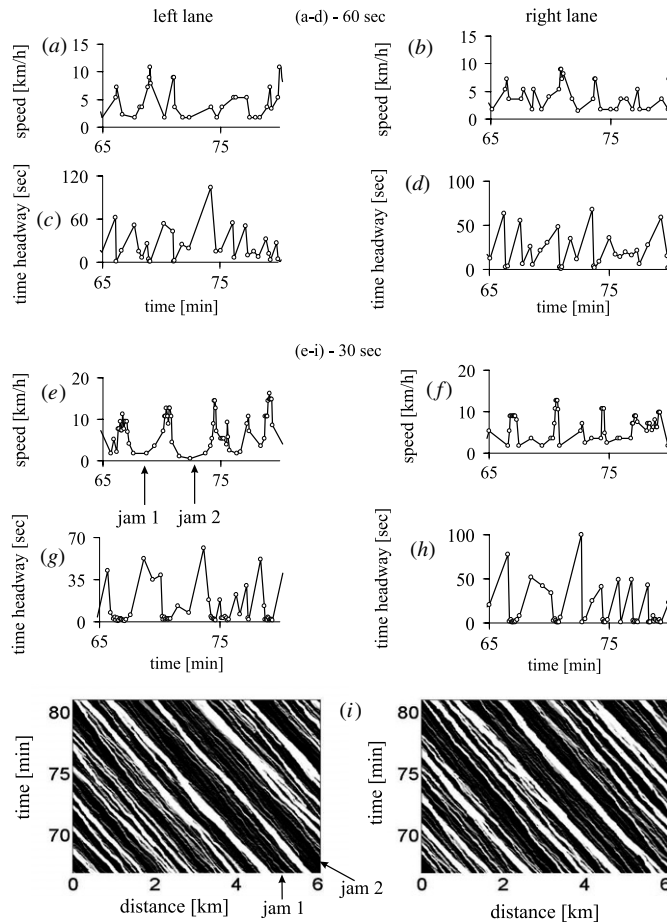 left lane (a-d) - 60 sec right lane
(a) (b)
speed [km/h] 15 10 5 0 65 75
speed [km/h] 15 10 5 0 65 75
(c) (d)
time headway [sec] 120 60 0 65 75
time headway [sec] 100 50 0 65 75
time [min] time [min]
(e-i) - 30 sec
(e) (f)
speed [km/h] 20 10 0 65 75
speed [km/h] 20 10 0 65 75
jam 1 jam 2
(g) (h)
time headway [sec] 70 35 0 65 75
time headway [sec] 100 50 0 65 75
time [min] time [min]
(i)
time [min] 80 75 70 0 2 4 6
time [min] 80 75 70 0 2 4 6
jam 2
distance [km] jam 1 distance [km]